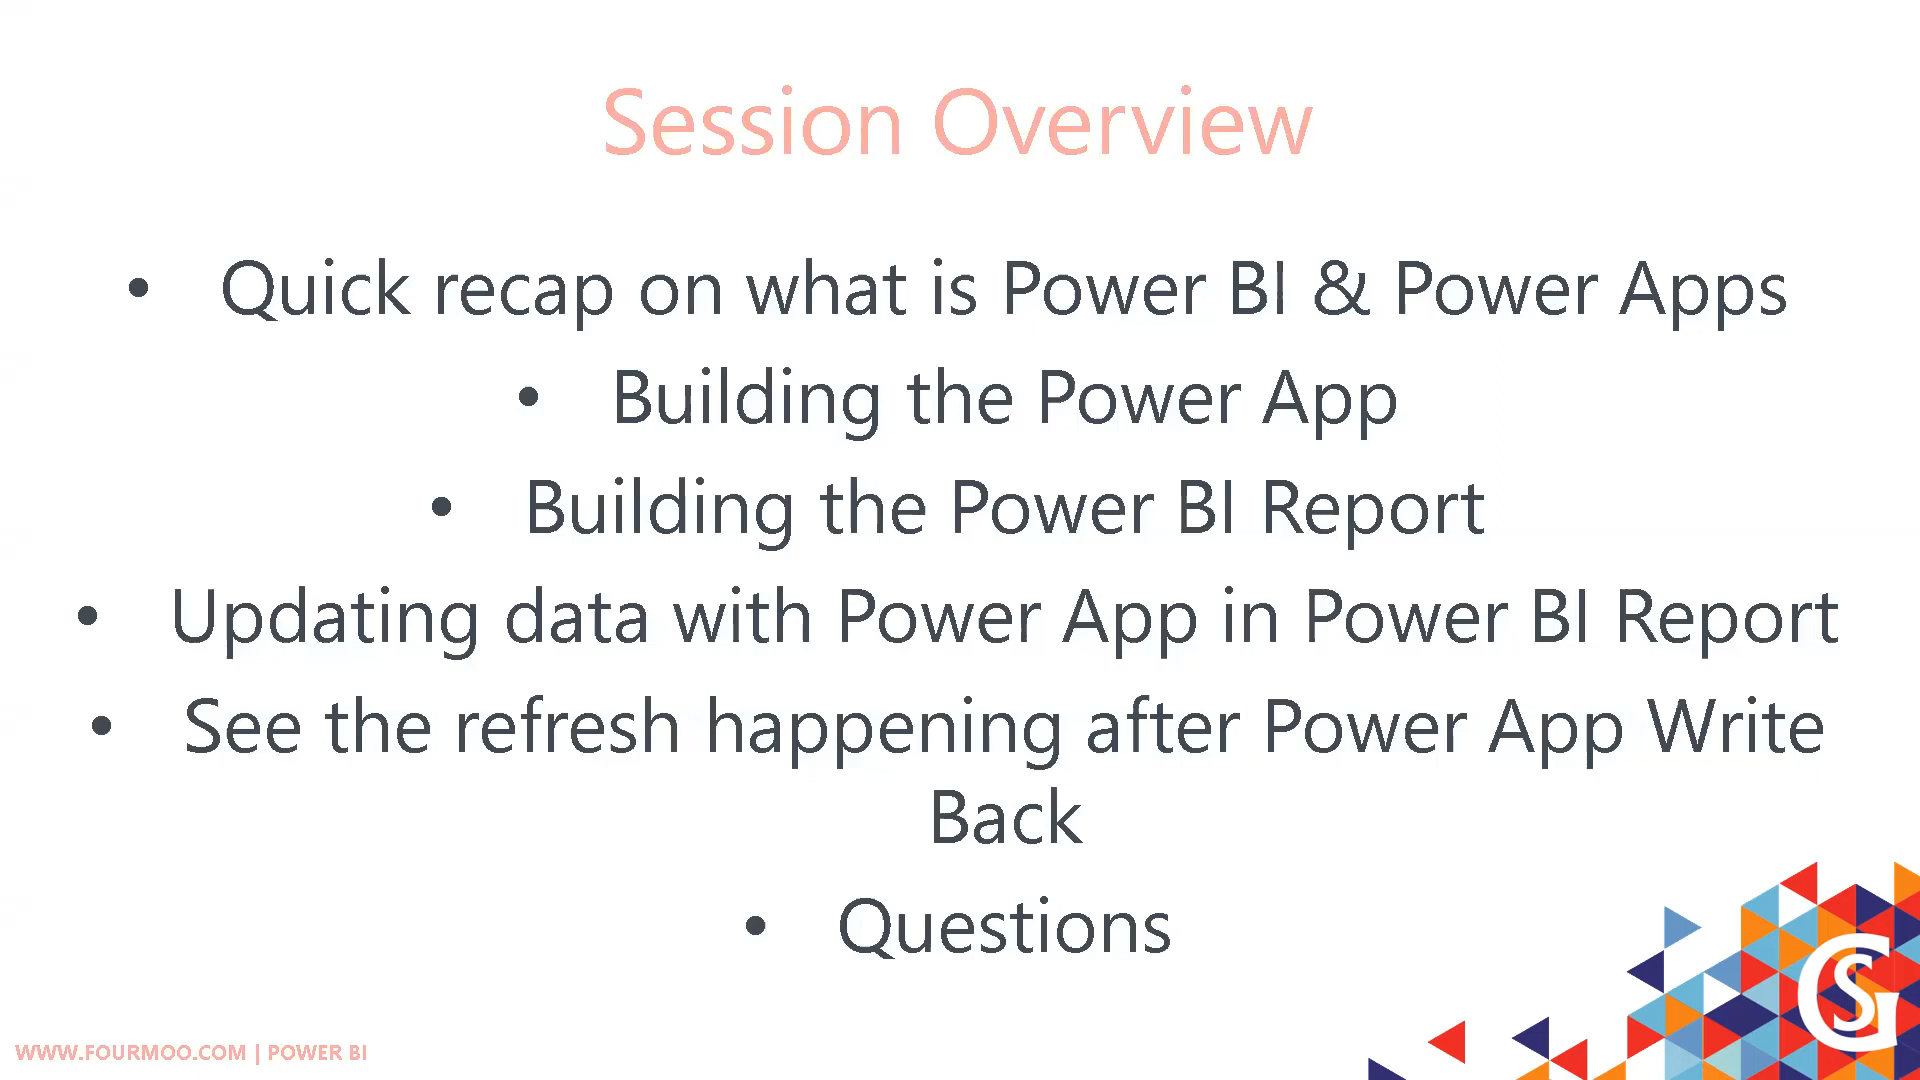 Session Overview
• Quick recap on what is Power BI & Power Apps
• Building the Power App
• Building the Power BI Report
• Updating data with Power App in Power BI Report
• See the refresh happening after Power App Write
Back
• Questions
GS
WWW.FOURMOO.COM | POWER BI